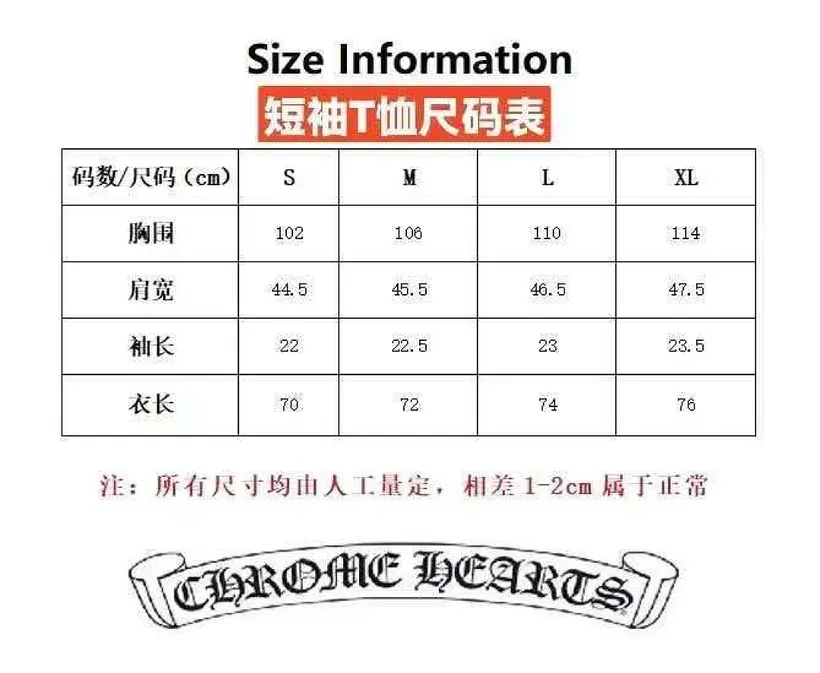 Size Information
短袖T恤尺码表
码数/尺码(cm) S M L XL
胸围 102 106 110 114
肩宽 44.5 45.5 46.5 47.5
袖长 22 22.5 23 23.5
衣长 70 72 74 76
注：所有尺寸均由人工量定，相差1-2cm属于正常
CHROME HEARTS